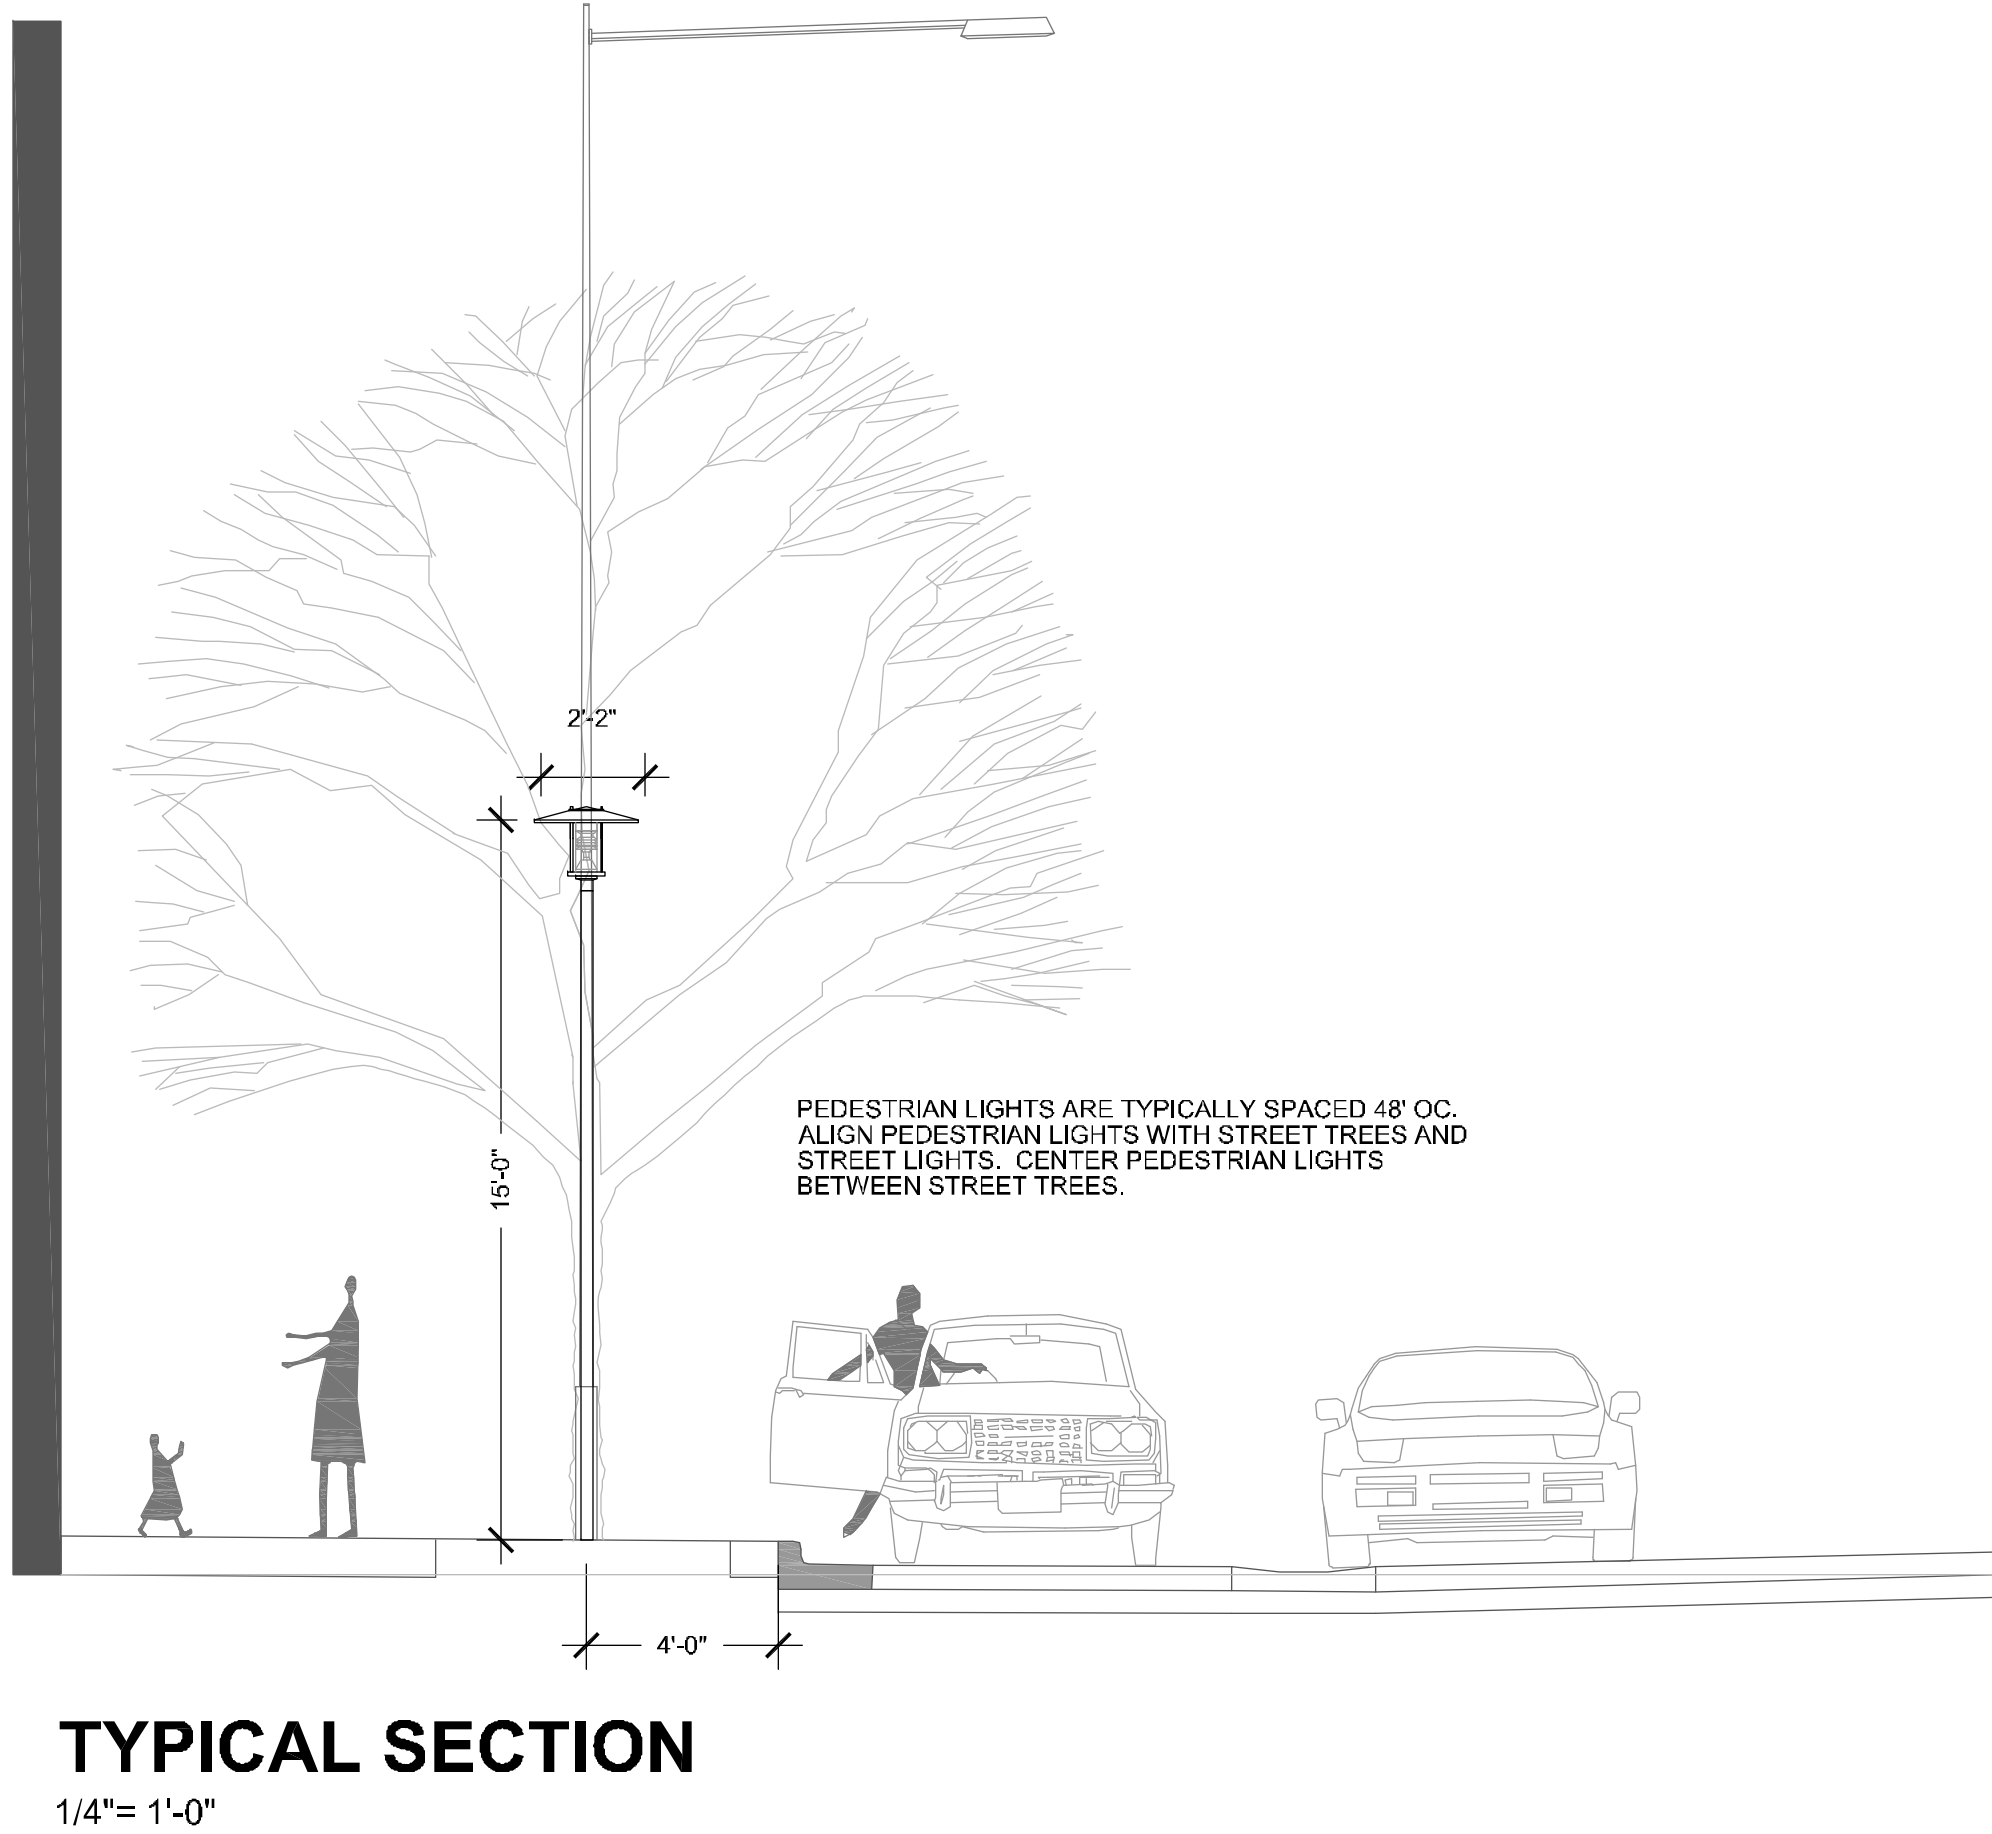 2'-2"
15'-0"
PEDESTRIAN LIGHTS ARE TYPICALLY SPACED 48' OC.
ALIGN PEDESTRIAN LIGHTS WITH STREET TREES AND
STREET LIGHTS.  CENTER PEDESTRIAN LIGHTS
BETWEEN STREET TREES.
4'-0"
TYPICAL SECTION
1/4"= 1'-0"